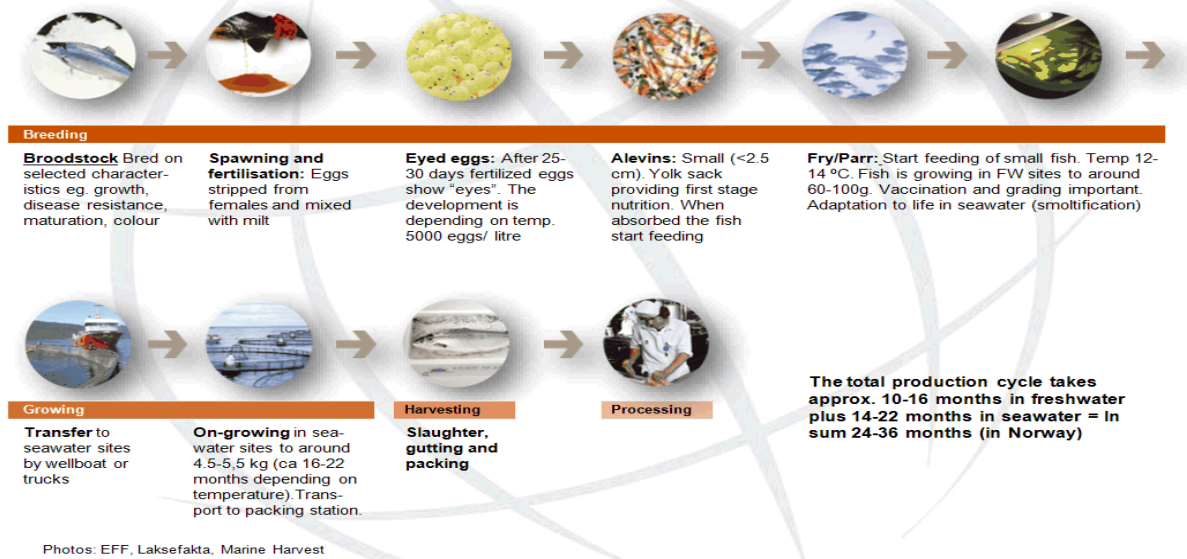 Breeding
Broodstock Bred on
selected character-
istics eg. growth,
disease resistance,
maturation, colour
Spawning and
fertilisation: Eggs
stripped from
females and mixed
with milt
Eyed eggs: After 25-
30 days fertilized eggs
show “eyes”. The
development is
depending on temp.
5000 eggs/ litre
Alevins: Small (<2.5
cm). Yolk sack
providing first stage
nutrition. When
absorbed the fish
start feeding
Fry/Parr: Start feeding of small fish. Temp 12-
14 ºC. Fish is growing in FW sites to around
60-100g. Vaccination and grading important.
Adaptation to life in seawater (smoltification)
Growing
Transfer to
seawater sites
by wellboat or
trucks
On-growing in sea-
water sites to around
4.5-5,5 kg (ca 16-22
months depending on
temperature).Trans-
port to packing station.
Harvesting
Slaughter,
gutting and
packing
Processing
The total production cycle takes
approx. 10-16 months in freshwater
plus 14-22 months in seawater = In
sum 24-36 months (in Norway)
Photos: EFF, Laksefakta, Marine Harvest